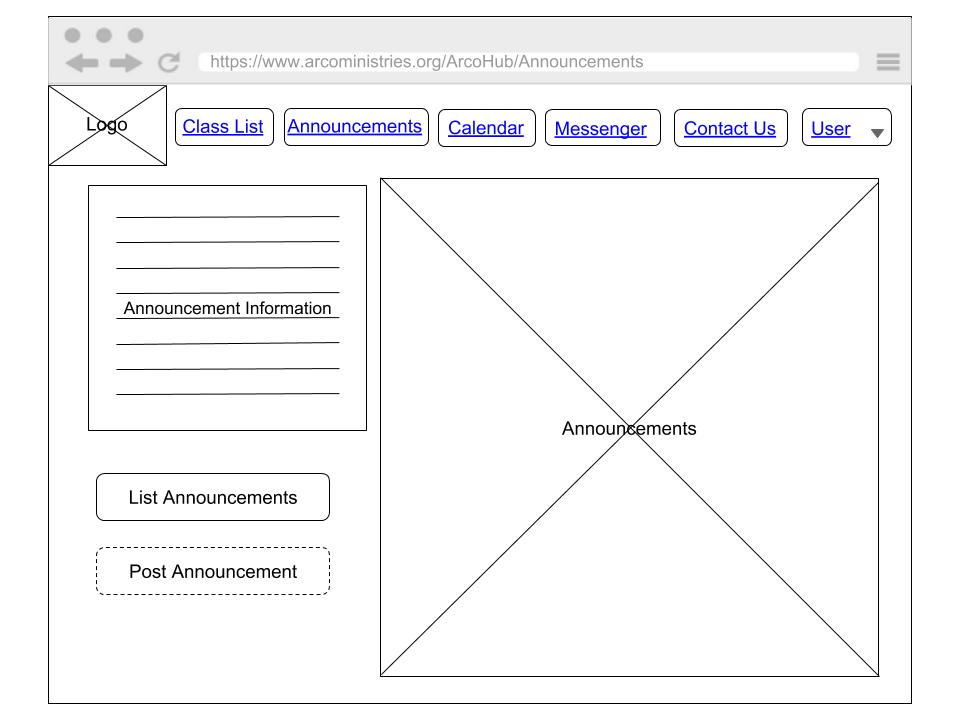 https://www.arcoministries.org/ArcoHub/Announcements
Logo
Class List
Announcements
Calendar
Messenger
Contact Us
User
Announcement Information
Announcements
List Announcements
Post Announcement